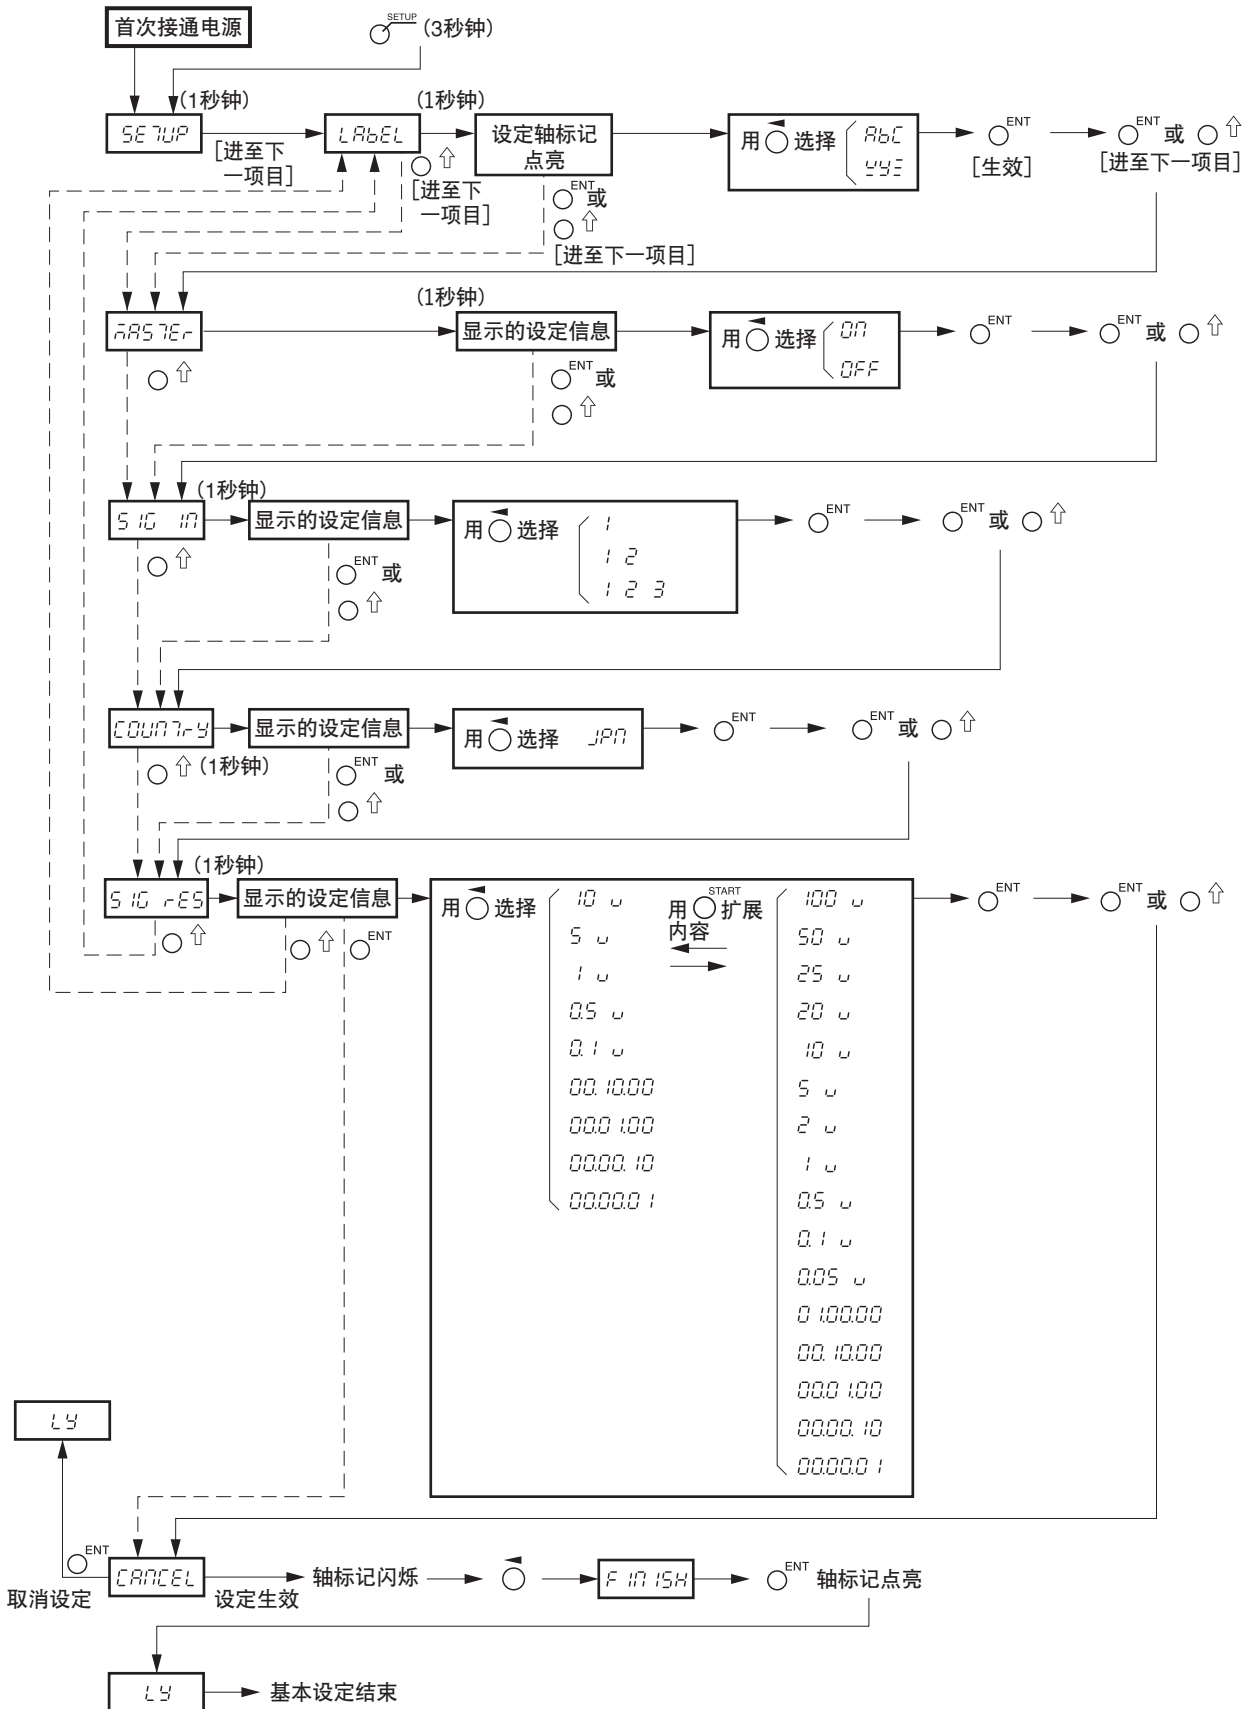 首次接通电源
SETUP (3秒钟)
(1秒钟)
(1秒钟)
SETUP
LAbEL
设定轴标记
点亮
用 选择
AbC
ENT
ENT 或
[进至下
一项目]
[进至下
一项目]
[生效]
[进至下一项目]
ENT
或
[进至下一项目]
(1秒钟)
MASTEr
显示的设定信息
用 选择
ON
OFF
ENT
ENT 或
ENT 或
(1秒钟)
SIG IN
显示的设定信息
用 选择
1
1 2
1 2 3
ENT
ENT 或
ENT 或
COUNTrY
显示的设定信息
用 选择 JPN
ENT
ENT 或
(1秒钟)
ENT 或
(1秒钟)
SIG rES
显示的设定信息
用 选择
10 u
5 u
1 u
0.5 u
0.1 u
00.10.00
00.01.00
00.00.10
00.00.01
START
用 扩展
内容
100 u
50 u
25 u
20 u
10 u
5 u
2 u
1 u
0.5 u
0.1 u
0.05 u
01.00.00
00.10.00
00.01.00
00.00.10
00.00.01
ENT
ENT 或
ENT
LY
ENT
CANCEL
取消设定
设定生效
轴标记闪烁
FINISH
ENT 轴标记点亮
LY
基本设定结束